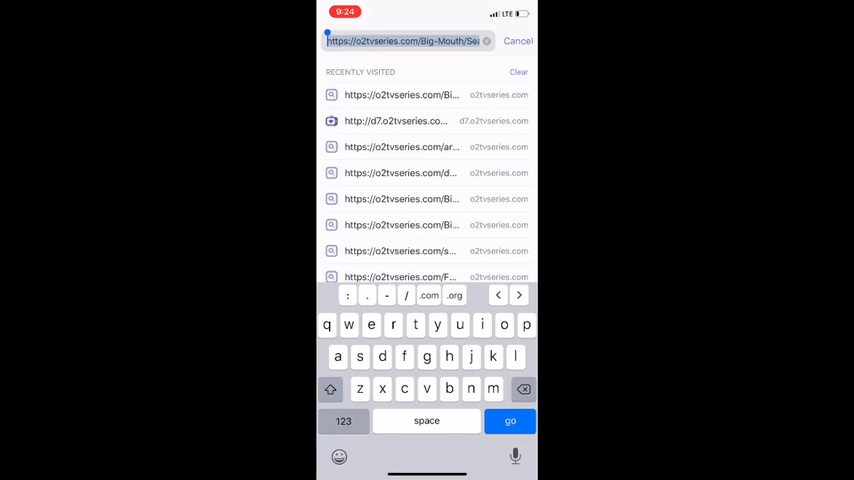 9:24 LTE
https://o2tvseries.com/Big-Mouth/Sea Cancel
RECENTLY VISITED Clear
https://o2tvseries.com/Bi... o2tvseries.com
http://d7.o2tvseries.co... d7.o2tvseries.com
https://o2tvseries.com/ar... o2tvseries.com
https://o2tvseries.com/d... o2tvseries.com
https://o2tvseries.com/Bi... o2tvseries.com
https://o2tvseries.com/Bi... o2tvseries.com
https://o2tvseries.com/s... o2tvseries.com
https://o2tvseries.com/F... o2tvseries.com
: . - / .com .org < >
q w e r t y u i o p
a s d f g h j k l
z x c v b n m
123 space go